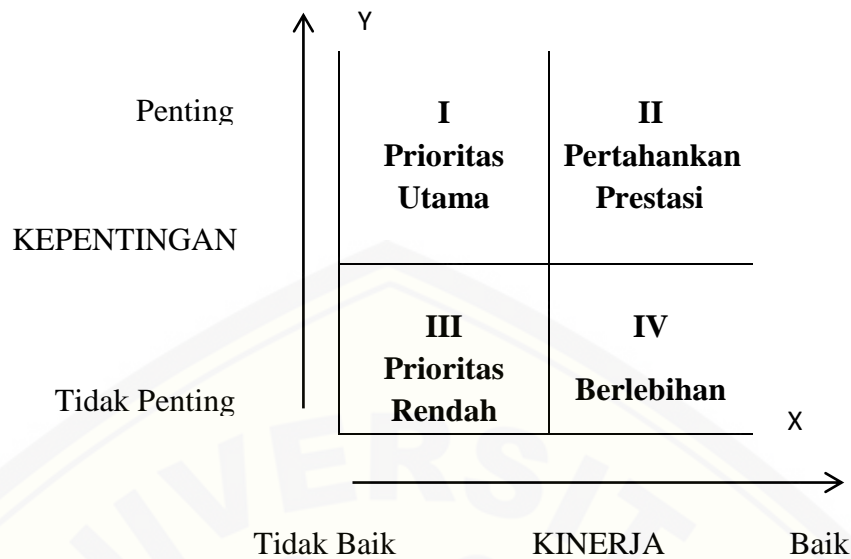 Y
Penting
I
Prioritas
Utama
II
Pertahankan
Prestasi
KEPENTINGAN
III
Prioritas
Rendah
IV
Berlebihan
Tidak Penting
X
Tidak Baik
KINERJA
Baik